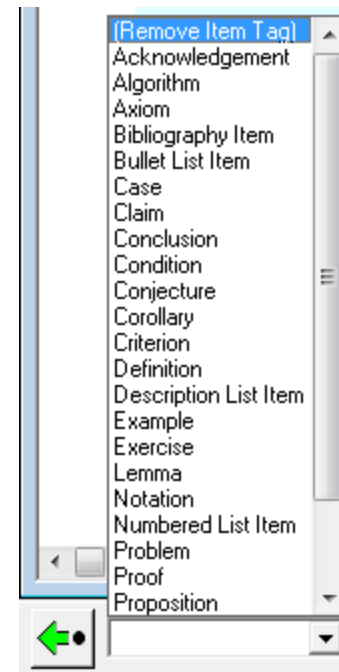 (Remove Item Tag)
Acknowledgement
Algorithm
Axiom
Bibliography Item
Bullet List Item
Case
Claim
Conclusion
Condition
Conjecture
Corollary
Criterion
Definition
Description List Item
Example
Exercise
Lemma
Notation
Numbered List Item
Problem
Proof
Proposition